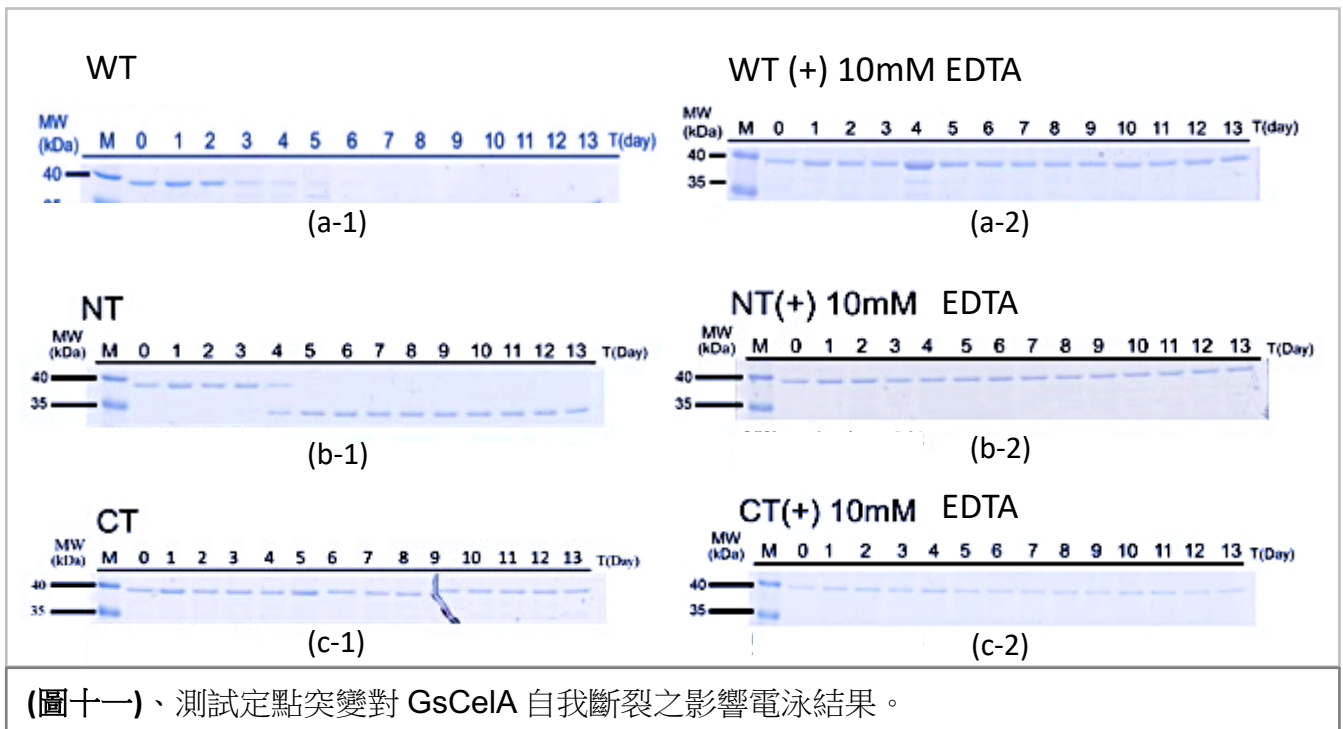 WT
MW
(kDa) M 0 1 2 3 4 5 6 7 8 9 10 11 12 13 T(day)
40
(a-1)
WT (+) 10mM EDTA
MW
(kDa) M 0 1 2 3 4 5 6 7 8 9 10 11 12 13 T(day)
40
35
(a-2)
NT
MW
(kDa) M 0 1 2 3 4 5 6 7 8 9 10 11 12 13 T(Day)
40
35
(b-1)
NT(+) 10mM EDTA
MW
(kDa) M 0 1 2 3 4 5 6 7 8 9 10 11 12 13 T(Day)
40
35
(b-2)
CT
MW
(kDa) M 0 1 2 3 4 5 6 7 8 9 10 11 12 13 T(Day)
40
35
(c-1)
CT(+) 10mM EDTA
MW
(kDa) M 0 1 2 3 4 5 6 7 8 9 10 11 12 13 T(Day)
40
35
(c-2)
(圖十一)、測試定點突變對 GsCelA 自我斷裂之影響電泳結果。